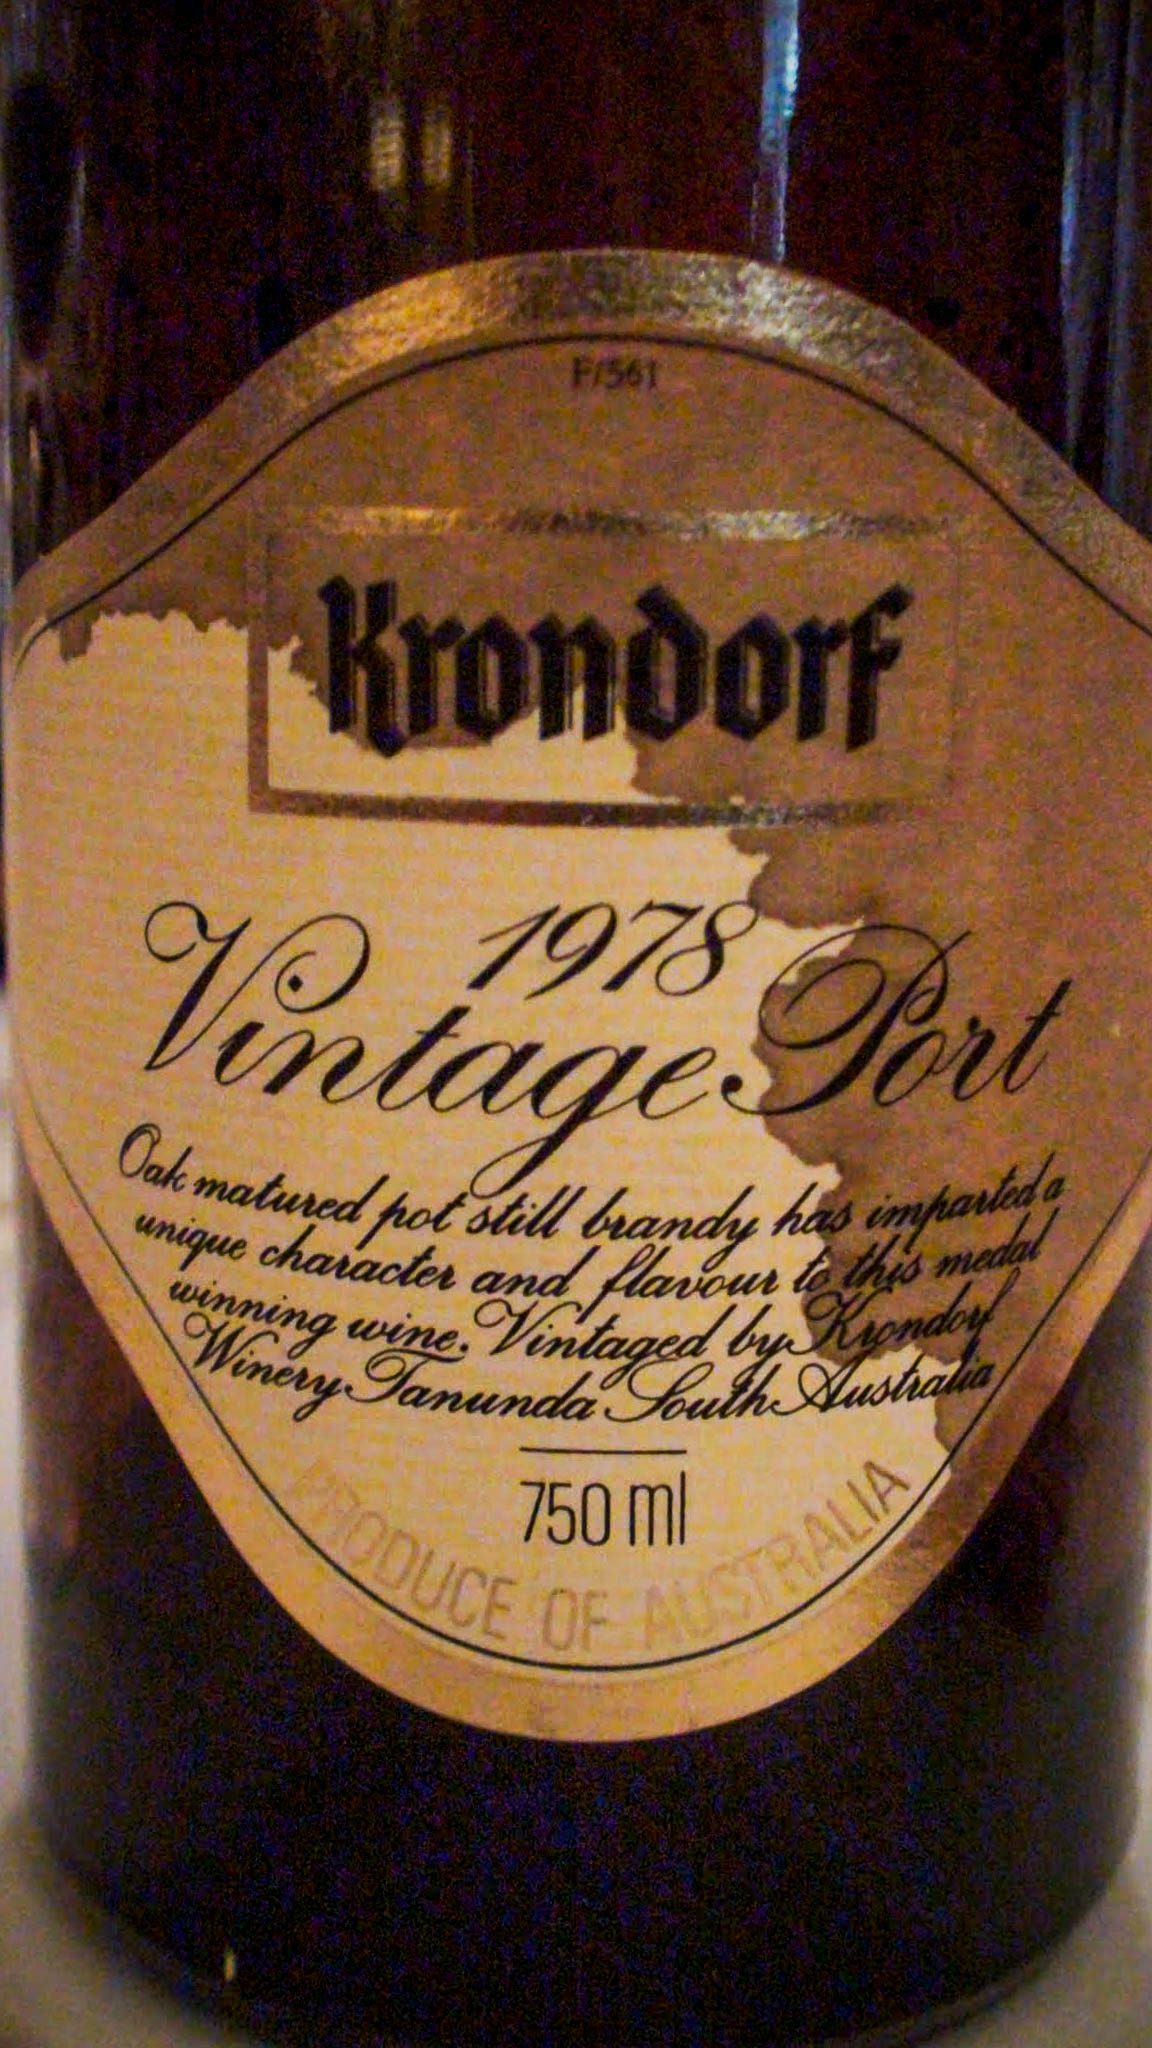 F/561
Krondorf
1978
Vintage Port
Oak matured pot still brandy has imparted a
unique character and flavour to this medal
winning wine. Vintaged by Krondorf
Winery Tanunda South Australia
750 ml
PRODUCE OF AUSTRALIA